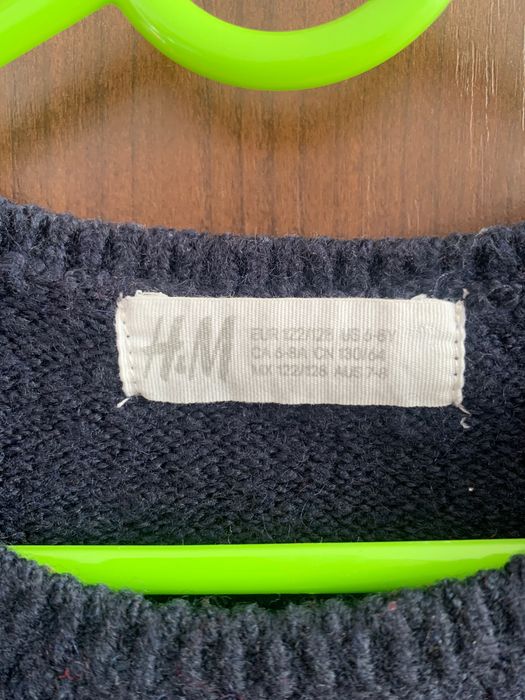 H&M
EUR 122/128 US 6-8Y
CA 6-8A CN 130/64
MX 122/128 AUS 7-8